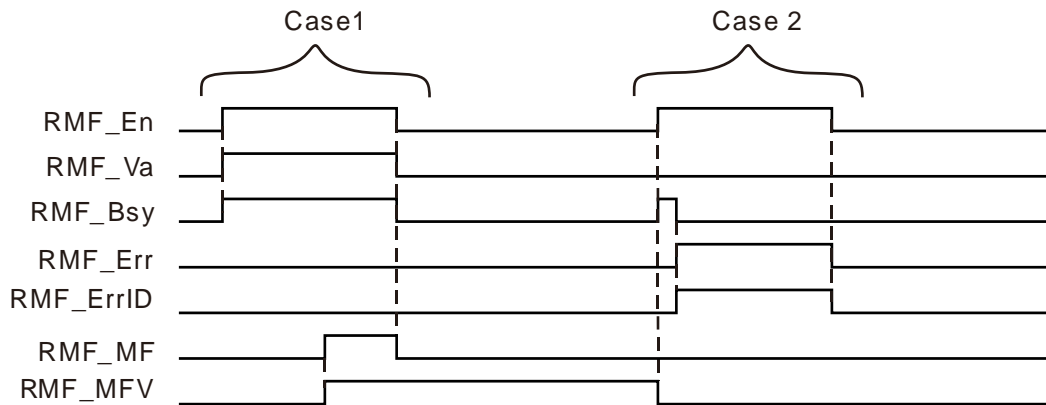 Case1 Case 2
RMF_En
RMF_Va
RMF_Bsy
RMF_Err
RMF_ErrID
RMF_MF
RMF_MFV